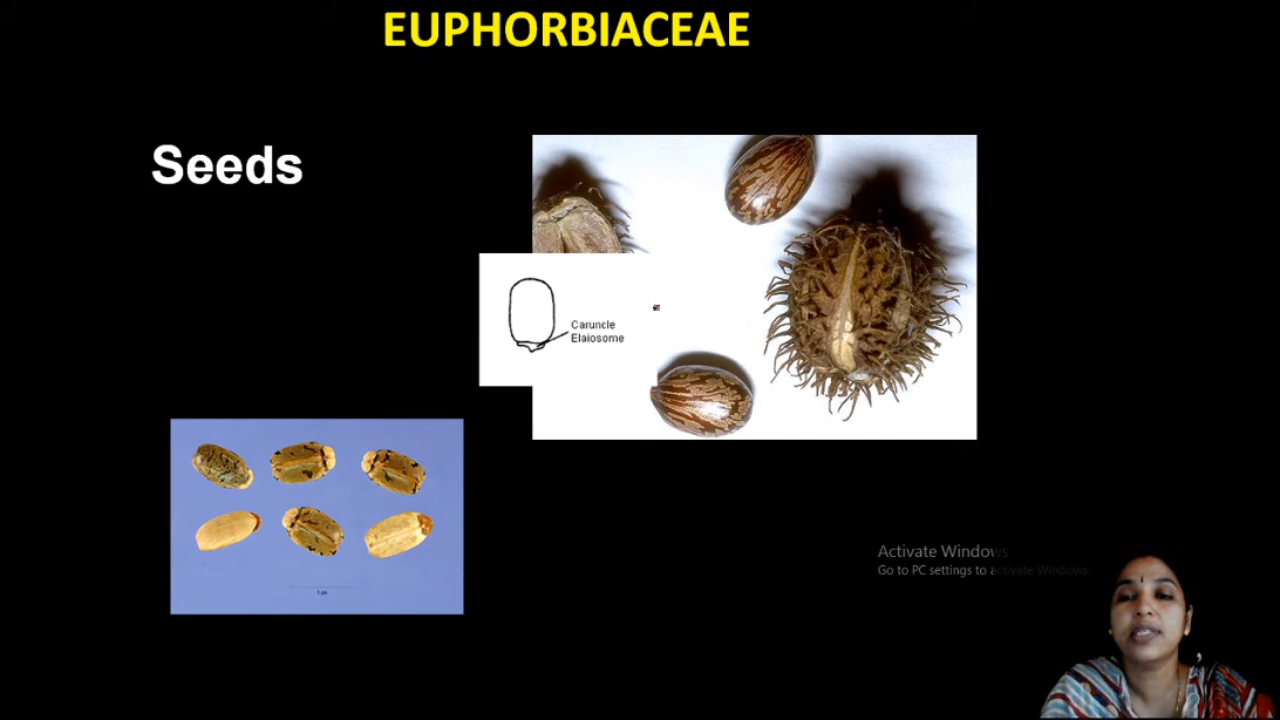 EUPHORBIACEAE
Seeds
Caruncle
Elaiosome
Activate Windows
Go to PC settings to activate Windows.